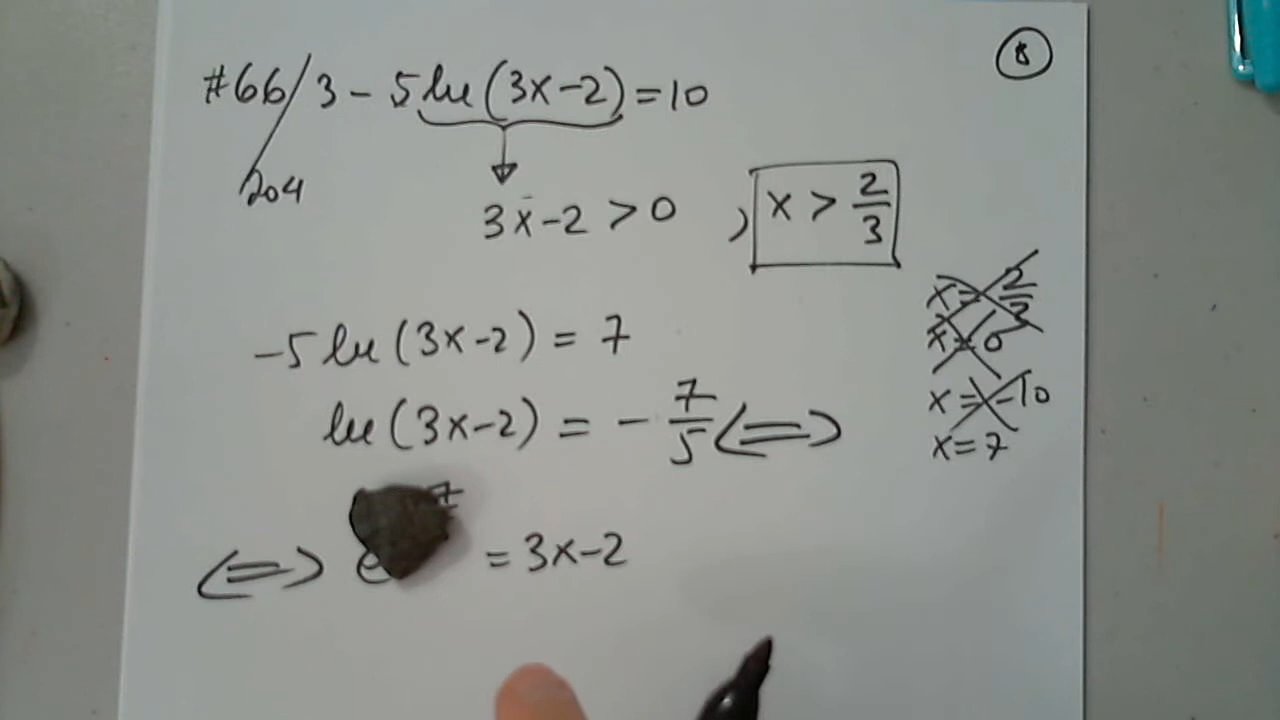 8
#66/204 3 - 5 ln (3x-2) = 10
3x-2 > 0 , x > 2/3
x = 2/3
x = 0
x = -10
x = 7
-5 ln (3x-2) = 7
ln (3x-2) = - 7/5 <=>
<=> e 7 = 3x-2